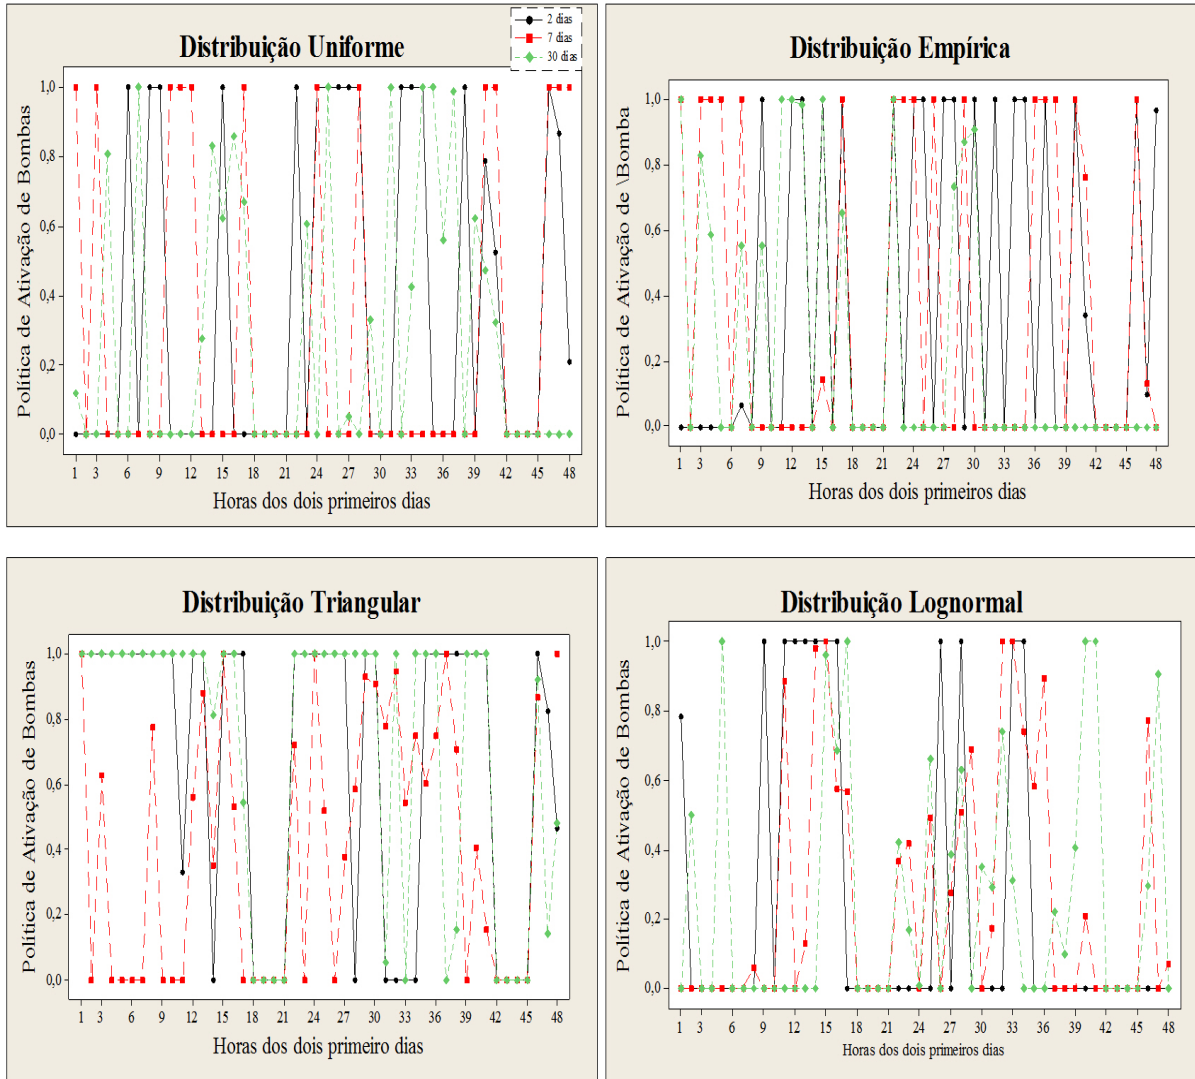 Distribuição Uniforme
2 dias
7 dias
30 dias
Política de Ativação de Bombas
1,0
0,8
0,6
0,4
0,2
0,0
1 3 6 9 12 15 18 21 24 27 30 33 36 39 42 45 48
Horas dos dois primeiros dias
Distribuição Empírica
Política de Ativação de \Bomba
1,0
0,8
0,6
0,4
0,2
0,0
1 3 6 9 12 15 18 21 24 27 30 33 36 39 42 45 48
Horas dos dois primeiros dias
Distribuição Triangular
Política de Ativação de Bombas
1,0
0,8
0,6
0,4
0,2
0,0
1 3 6 9 12 15 18 21 24 27 30 33 36 39 42 45 48
Horas dos dois primeiro dias
Distribuição Lognormal
Política de Ativação de Bombas
1,0
0,8
0,6
0,4
0,2
0,0
1 3 6 9 12 15 18 21 24 27 30 33 36 39 42 45 48
Horas dos dois primeiros dias